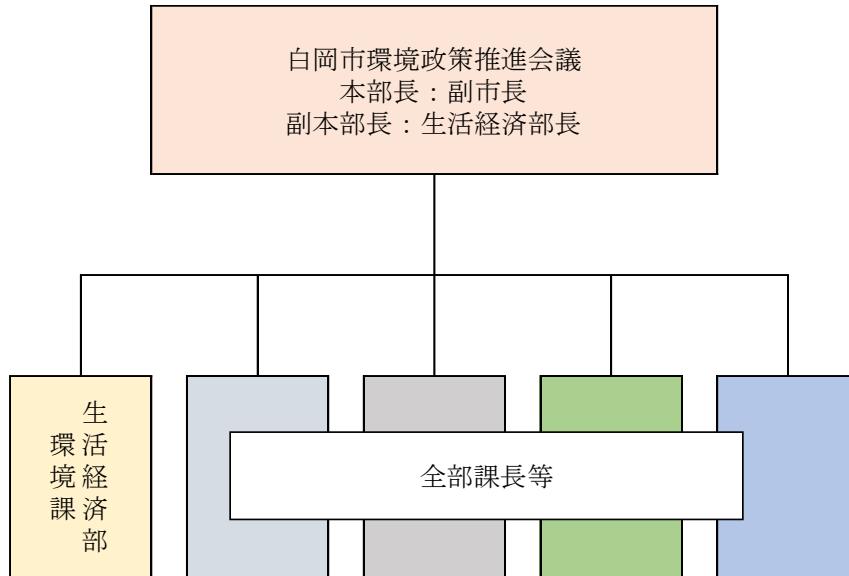 白岡市環境政策推進会議
本部長：副市長
副本部長：生活経済部長
生活経済部
環境課
全部課長等